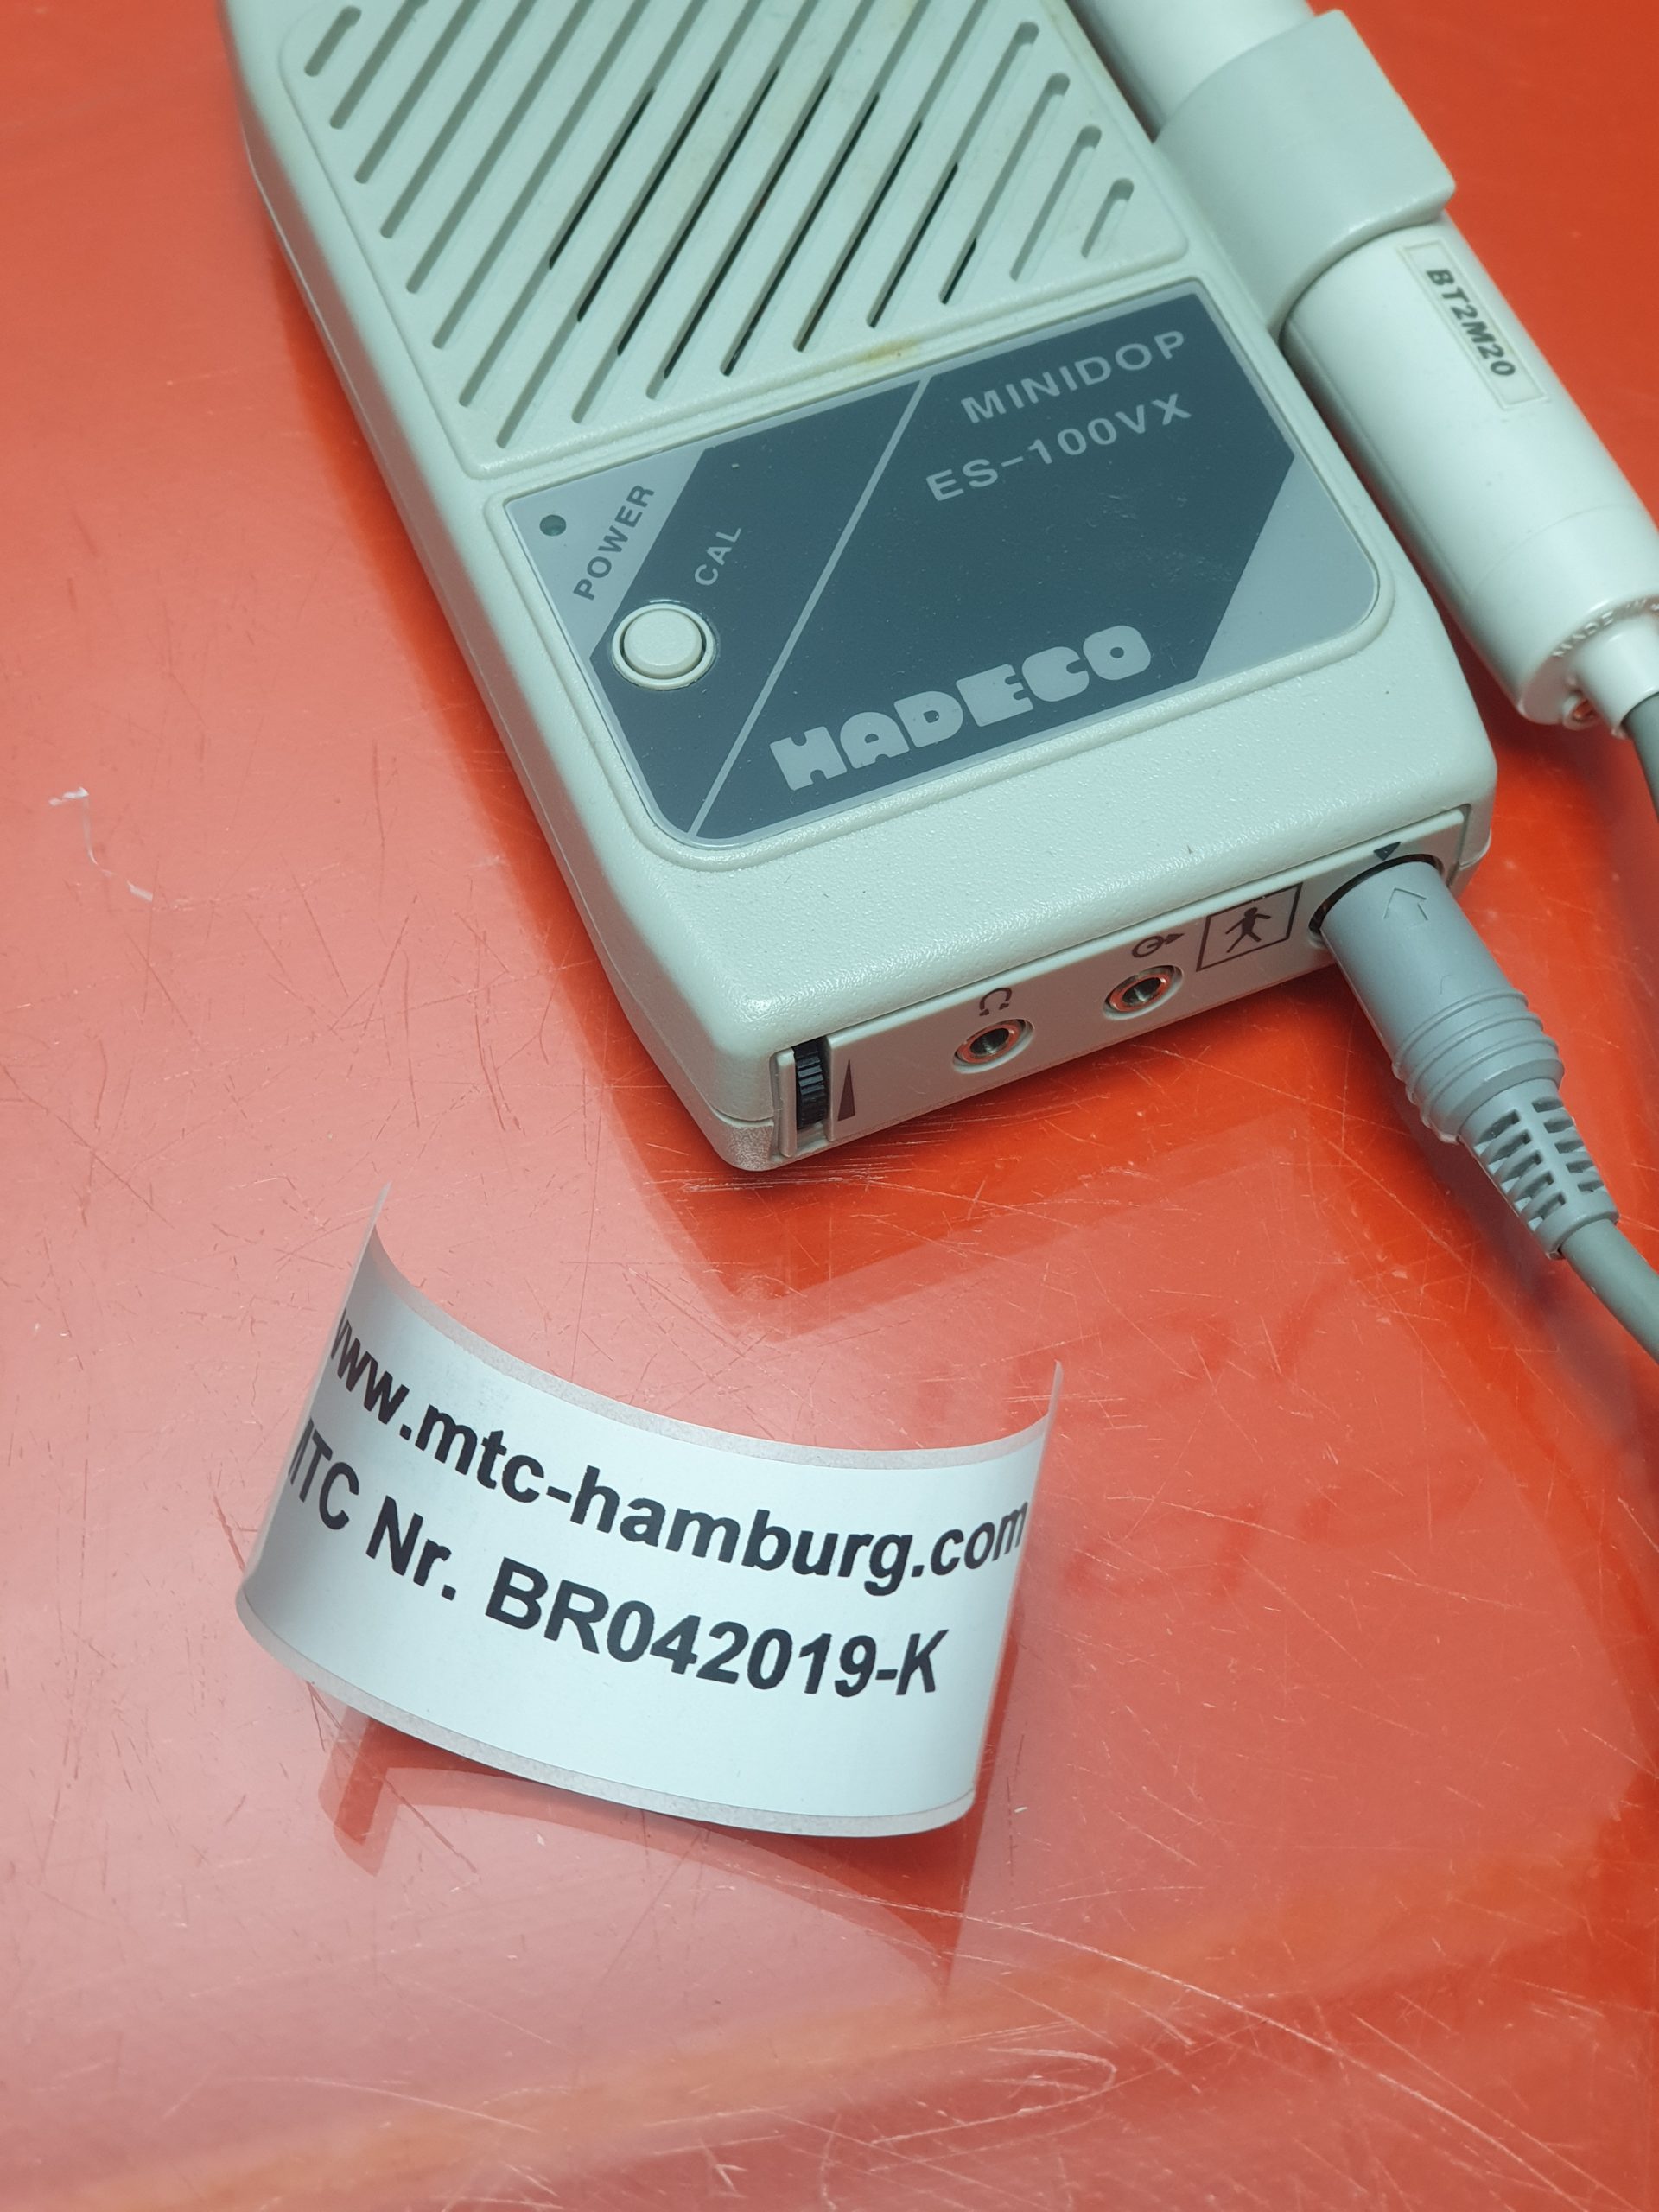 BT2M20
MINIDOP
ES-100VX
POWER
CAL
HADECO
www.mtc-hamburg.com
MTC Nr. BR042019-K